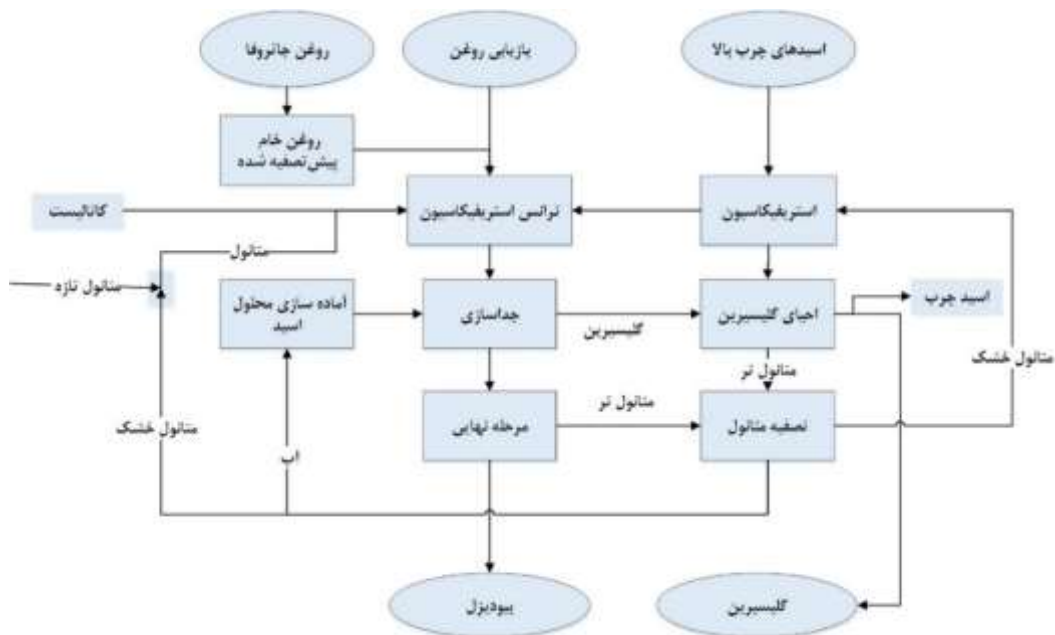 اسیدهای چرب بالا
بازیابی روغن
روغن جاتروفا
روغن خام
پیش‌تصفیه شده
استریفیکاسیون
ترانس استریفیکاسیون
کاتالیست
متانول
متانول تازه
اسید چرب
احیای گلیسیرین
گلیسیرین
جداسازی
آماده سازی محلول
اسید
متانول خشک
متانول تر
متانول تر
تصفیه متانول
مرحله نهایی
اب
متانول خشک
گلیسیرین
بیودیزل